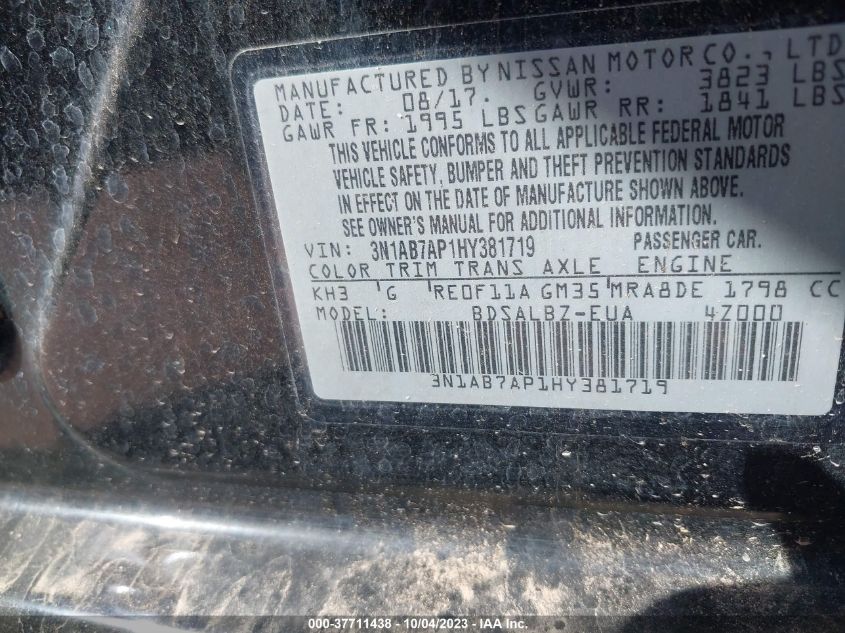 MANUFACTURED BY NISSAN MOTOR CO., LTD
DATE: 08/17. GVWR: 3823 LBS
GAWR FR: 1995 LBS GAWR RR: 1841 LBS
THIS VEHICLE CONFORMS TO ALL APPLICABLE FEDERAL MOTOR
VEHICLE SAFETY, BUMPER AND THEFT PREVENTION STANDARDS
IN EFFECT ON THE DATE OF MANUFACTURE SHOWN ABOVE.
SEE OWNER'S MANUAL FOR ADDITIONAL INFORMATION.
VIN: 3N1AB7AP1HY381719 PASSENGER CAR.
COLOR TRIM TRANS AXLE ENGINE
KH3 G RE0F11A GM35 MRA8DE 1798 CC
MODEL: BDSALBZ-EUA 4Z000
3N1AB7AP1HY381719
000-37711438 - 10/04/2023 - IAA Inc.